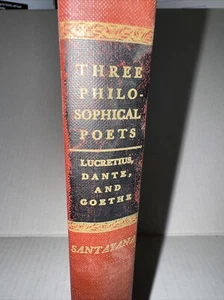 THREE
PHILO-
SOPHICAL
POETS
LUCRETIUS,
DANTE,
AND
GOETHE
SANTAYANA